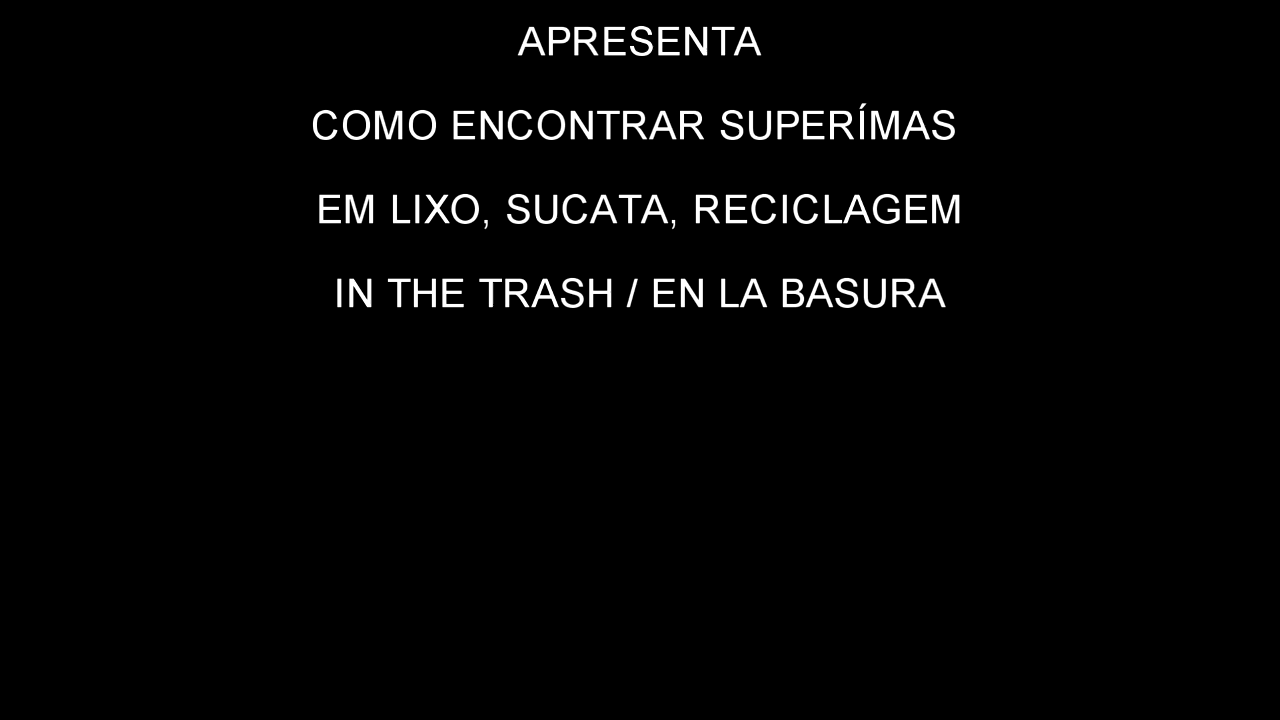 APRESENTA
COMO ENCONTRAR SUPERÍMAS
EM LIXO, SUCATA, RECICLAGEM
IN THE TRASH / EN LA BASURA